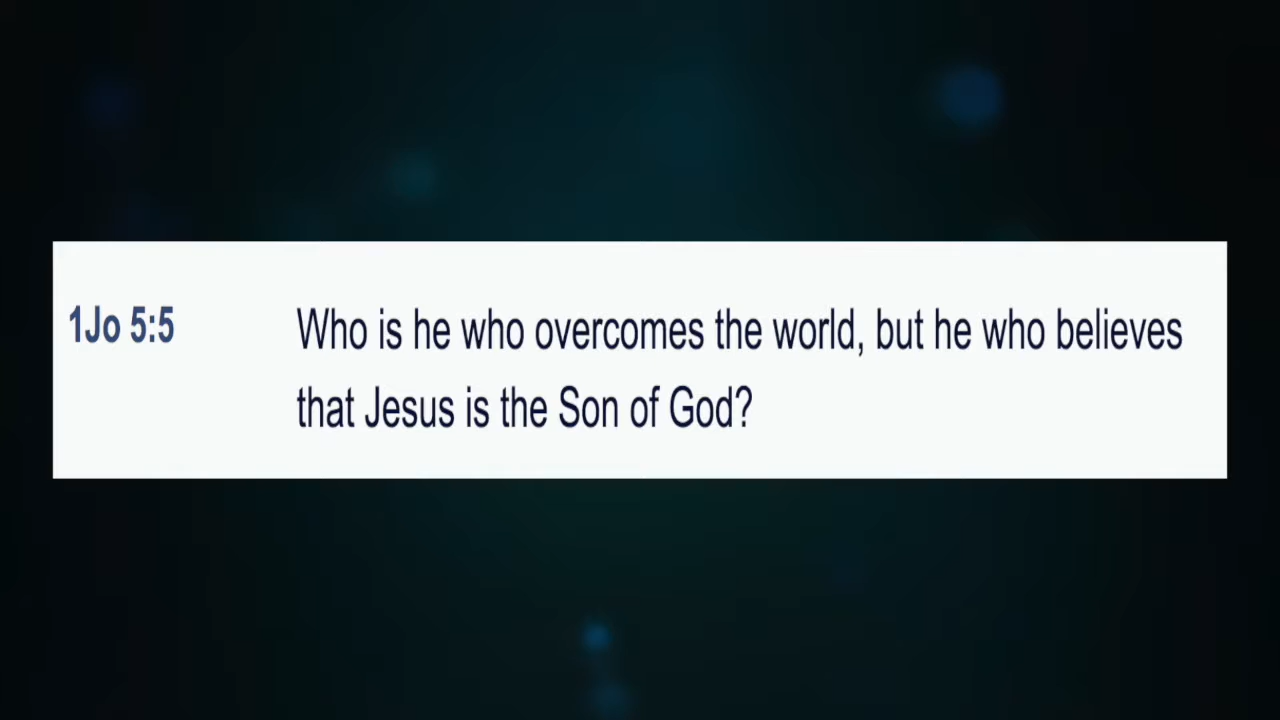 1Jo 5:5 Who is he who overcomes the world, but he who believes
that Jesus is the Son of God?